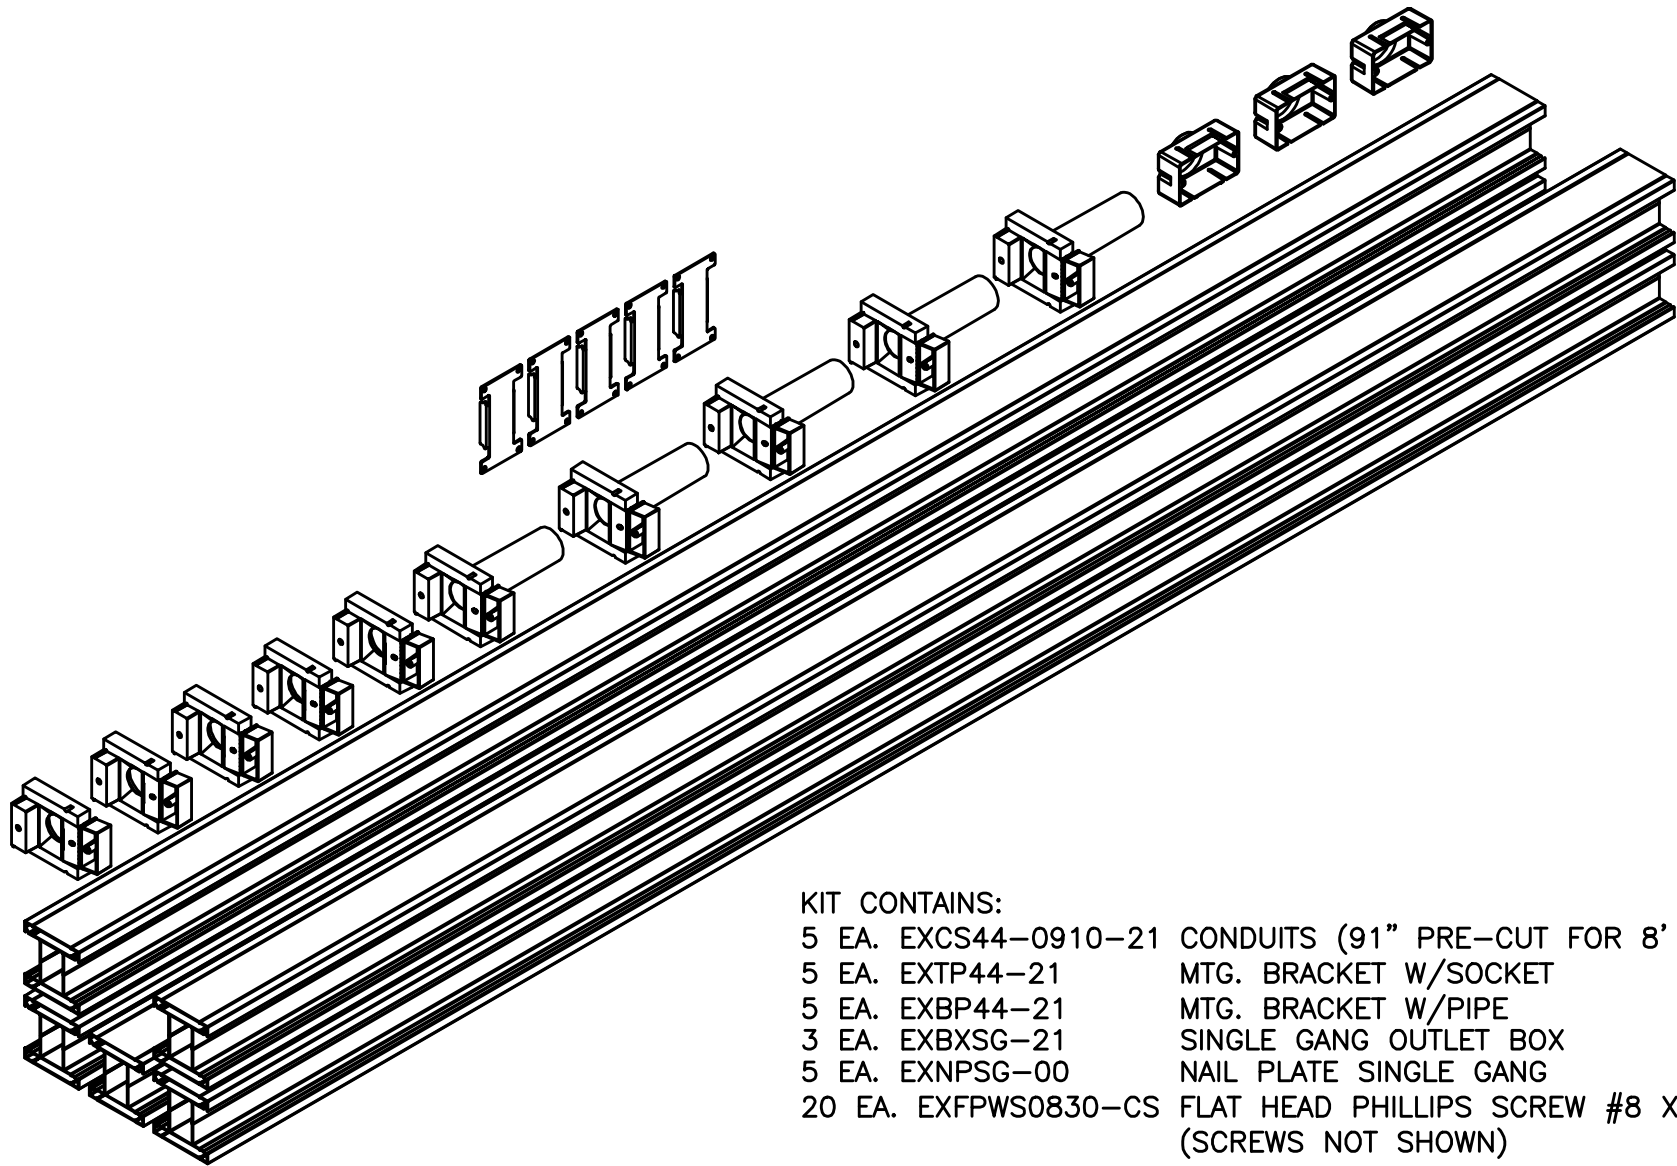 KIT CONTAINS:
5 EA. EXCS44-0910-21 CONDUITS (91" PRE-CUT FOR 8'
5 EA. EXTP44-21 MTG. BRACKET W/SOCKET
5 EA. EXBP44-21 MTG. BRACKET W/PIPE
3 EA. EXBXSG-21 SINGLE GANG OUTLET BOX
5 EA. EXNPSG-00 NAIL PLATE SINGLE GANG
20 EA. EXFPWS0830-CS FLAT HEAD PHILLIPS SCREW #8 X
(SCREWS NOT SHOWN)